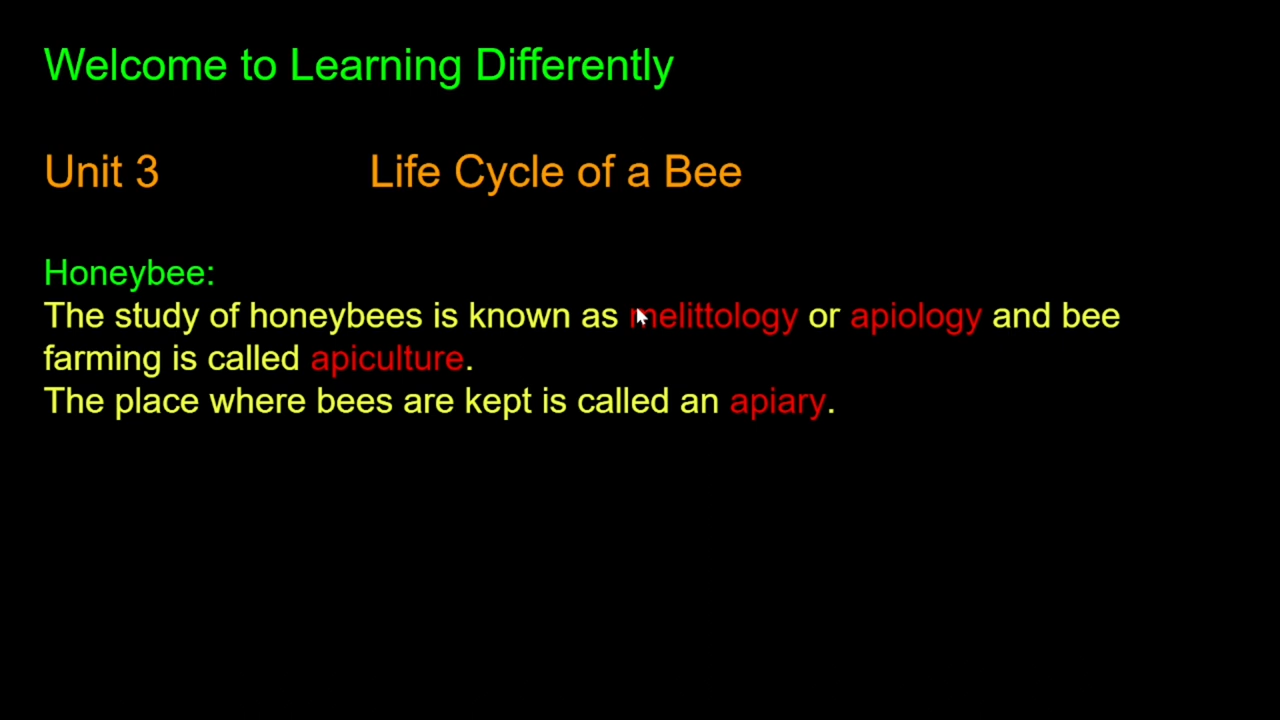 Welcome to Learning Differently
Unit 3 Life Cycle of a Bee
Honeybee:
The study of honeybees is known as melittology or apiology and bee
farming is called apiculture.
The place where bees are kept is called an apiary.